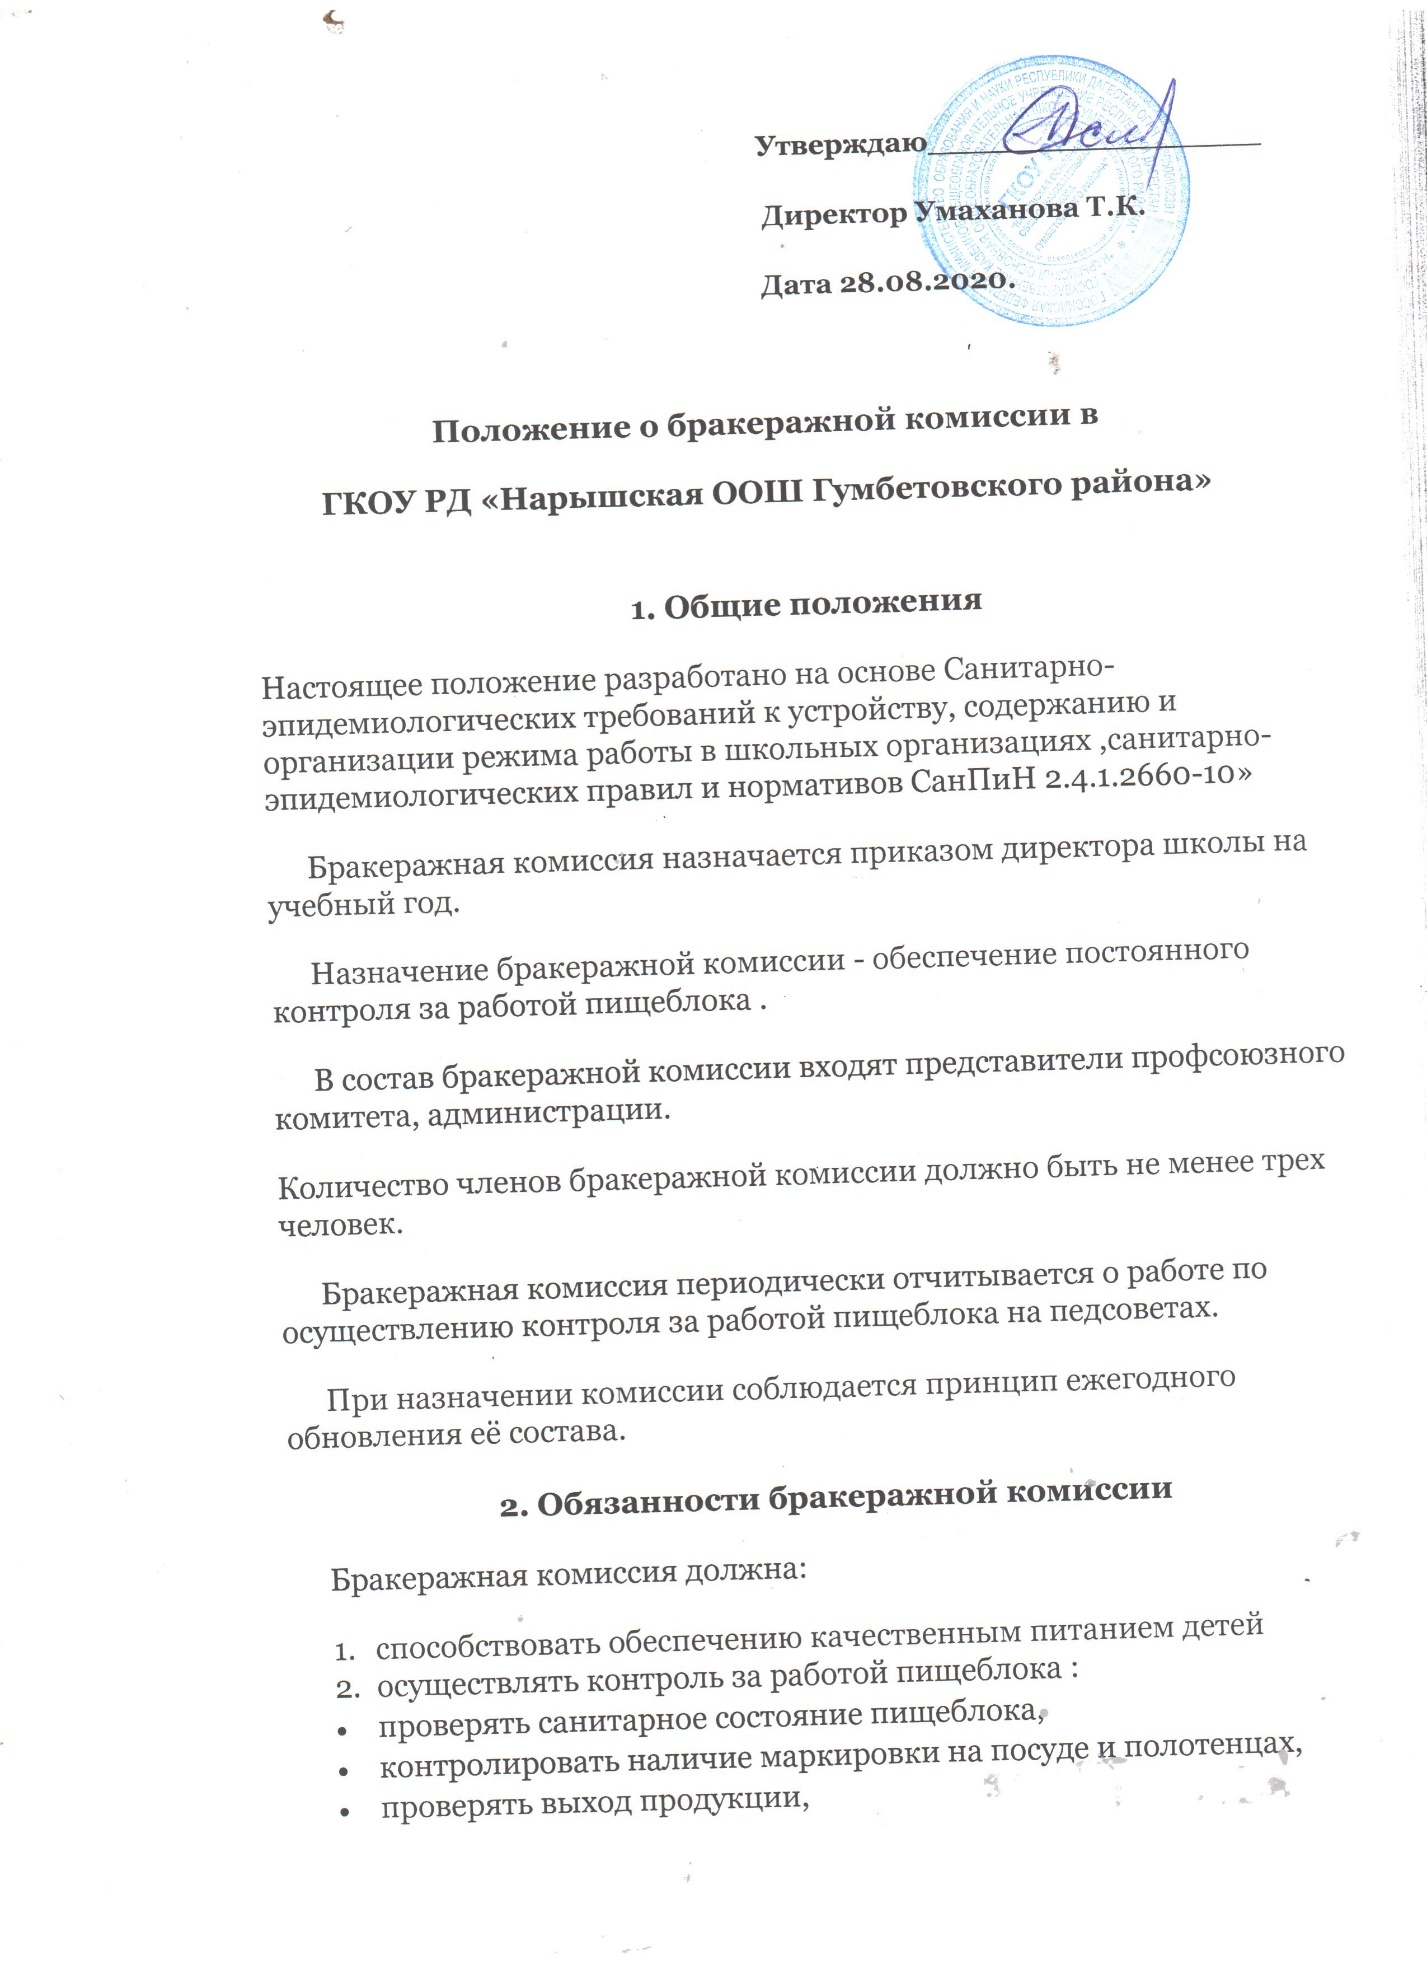 Утверждаю
Директор Умаханова Т.К.
Дата 28.08.2020.
Положение о бракеражной комиссии в
ГКОУ РД «Нарышская ООШ Гумбетовского района»
1. Общие положения
Настоящее положение разработано на основе Санитарно-
эпидемиологических требований к устройству, содержанию и
организации режима работы в школьных организациях ,санитарно-
эпидемиологических правил и нормативов СанПиН 2.4.1.2660-10»
Бракеражная комиссия назначается приказом директора школы на
учебный год.
Назначение бракеражной комиссии - обеспечение постоянного
контроля за работой пищеблока .
В состав бракеражной комиссии входят представители профсоюзного
комитета, администрации.
Количество членов бракеражной комиссии должно быть не менее трех
человек.
Бракеражная комиссия периодически отчитывается о работе по
осуществлению контроля за работой пищеблока на педсоветах.
При назначении комиссии соблюдается принцип ежегодного
обновления её состава.
2. Обязанности бракеражной комиссии
Бракеражная комиссия должна:
1. способствовать обеспечению качественным питанием детей
2. осуществлять контроль за работой пищеблока :
• проверять санитарное состояние пищеблока,
• контролировать наличие маркировки на посуде и полотенцах,
• проверять выход продукции,